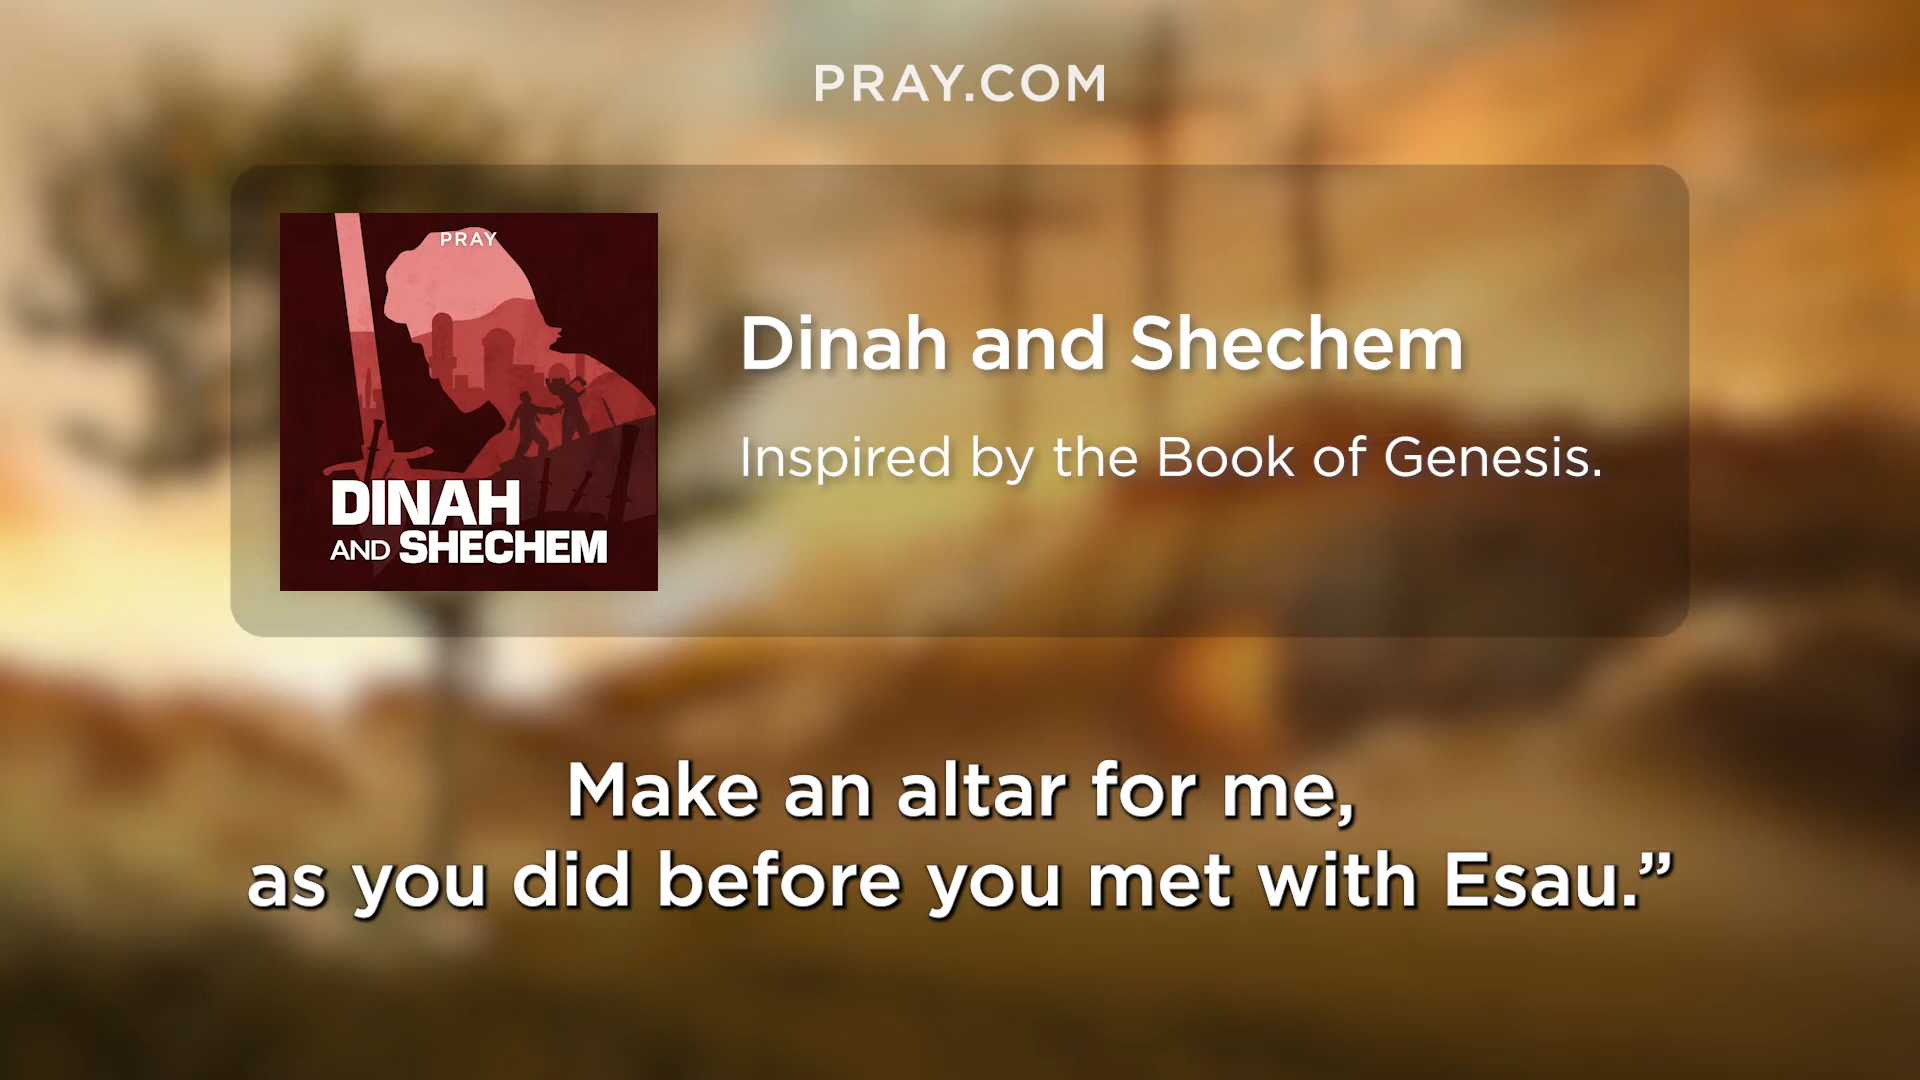 PRAY.COM
PRAY
DINAH
AND SHECHEM
Dinah and Shechem
Inspired by the Book of Genesis.
Make an altar for me,
as you did before you met with Esau.”